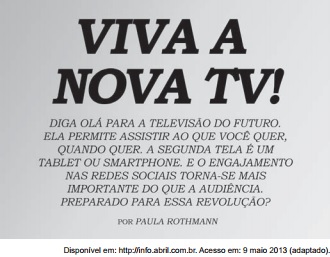 VIVA A
NOVA TV!
DIGA OLÁ PARA A TELEVISÃO DO FUTURO.
ELA PERMITE ASSISTIR AO QUE VOCÊ QUER,
QUANDO QUER. A SEGUNDA TELA É UM
TABLET OU SMARTPHONE. E O ENGAJAMENTO
NAS REDES SOCIAIS TORNA-SE MAIS
IMPORTANTE DO QUE A AUDIÊNCIA.
PREPARADO PARA ESSA REVOLUÇÃO?
POR PAULA ROTHMANN
Disponível em: http://info.abril.com.br. Acesso em: 9 maio 2013 (adaptado).